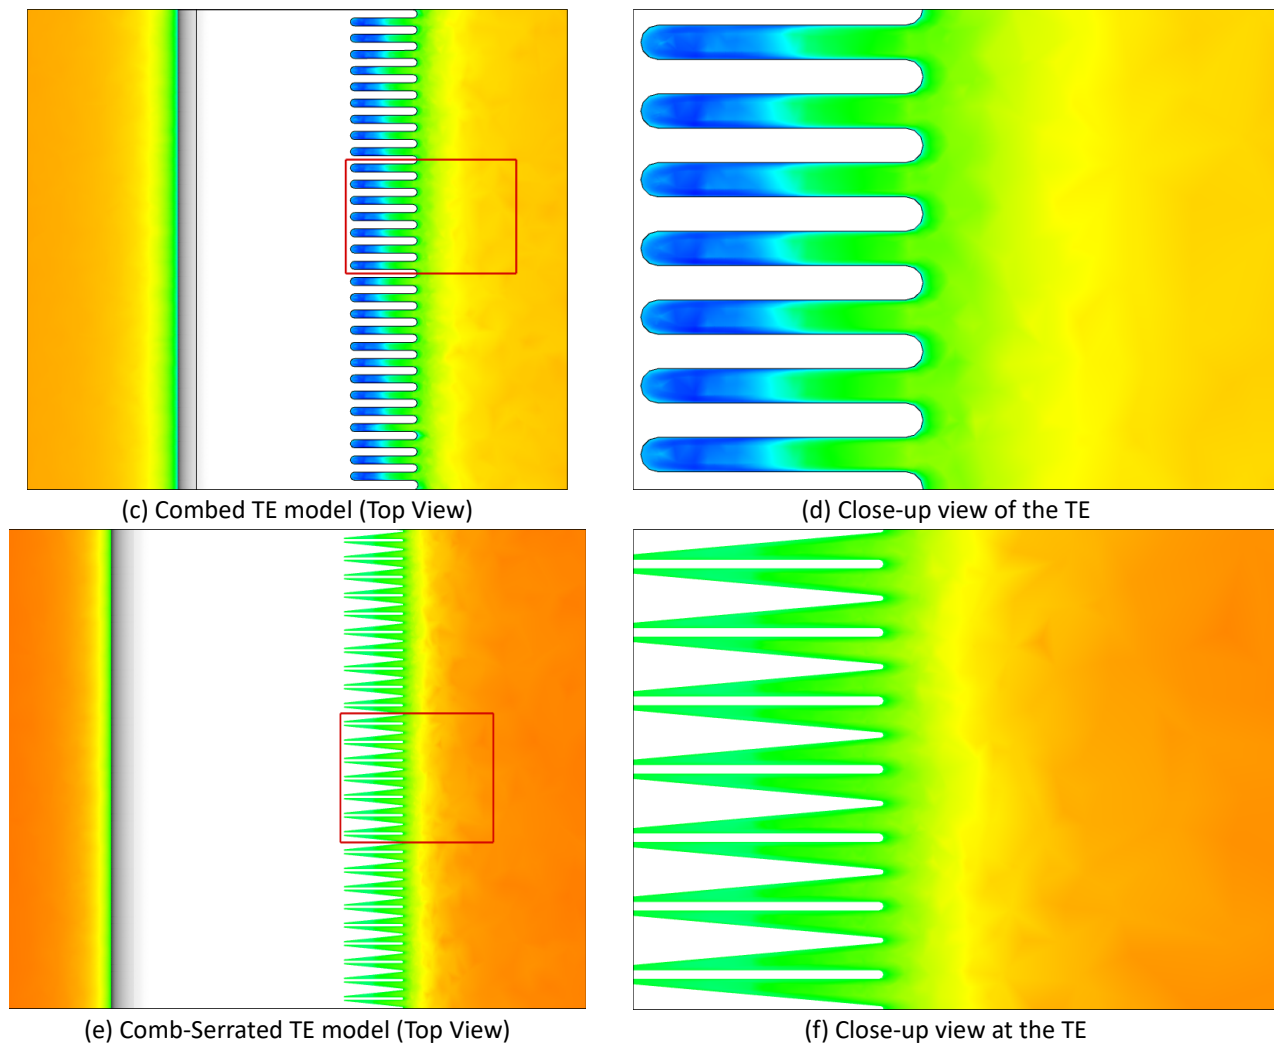 (c) Combed TE model (Top View)
(d) Close-up view of the TE
(e) Comb-Serrated TE model (Top View)
(f) Close-up view at the TE